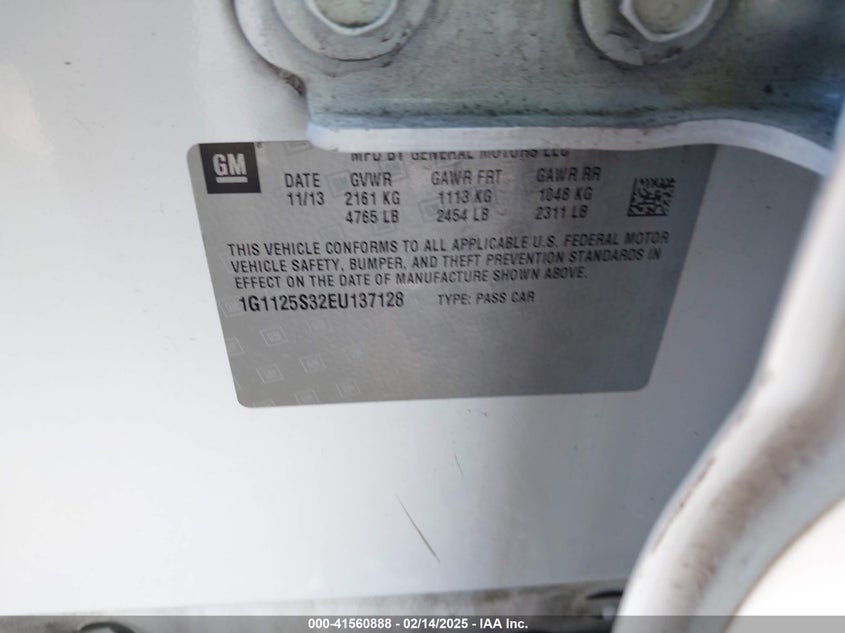 MFD BY GENERAL MOTORS LLC
GM
DATE GVWR GAWR FRT GAWR RR
11/13 2161 KG 1113 KG 1048 KG
4765 LB 2454 LB 2311 LB
THIS VEHICLE CONFORMS TO ALL APPLICABLE U.S. FEDERAL MOTOR
VEHICLE SAFETY, BUMPER, AND THEFT PREVENTION STANDARDS IN
EFFECT ON THE DATE OF MANUFACTURE SHOWN ABOVE.
1G1125S32EU137128 TYPE: PASS CAR
000-41560888 - 02/14/2025 - IAA Inc.